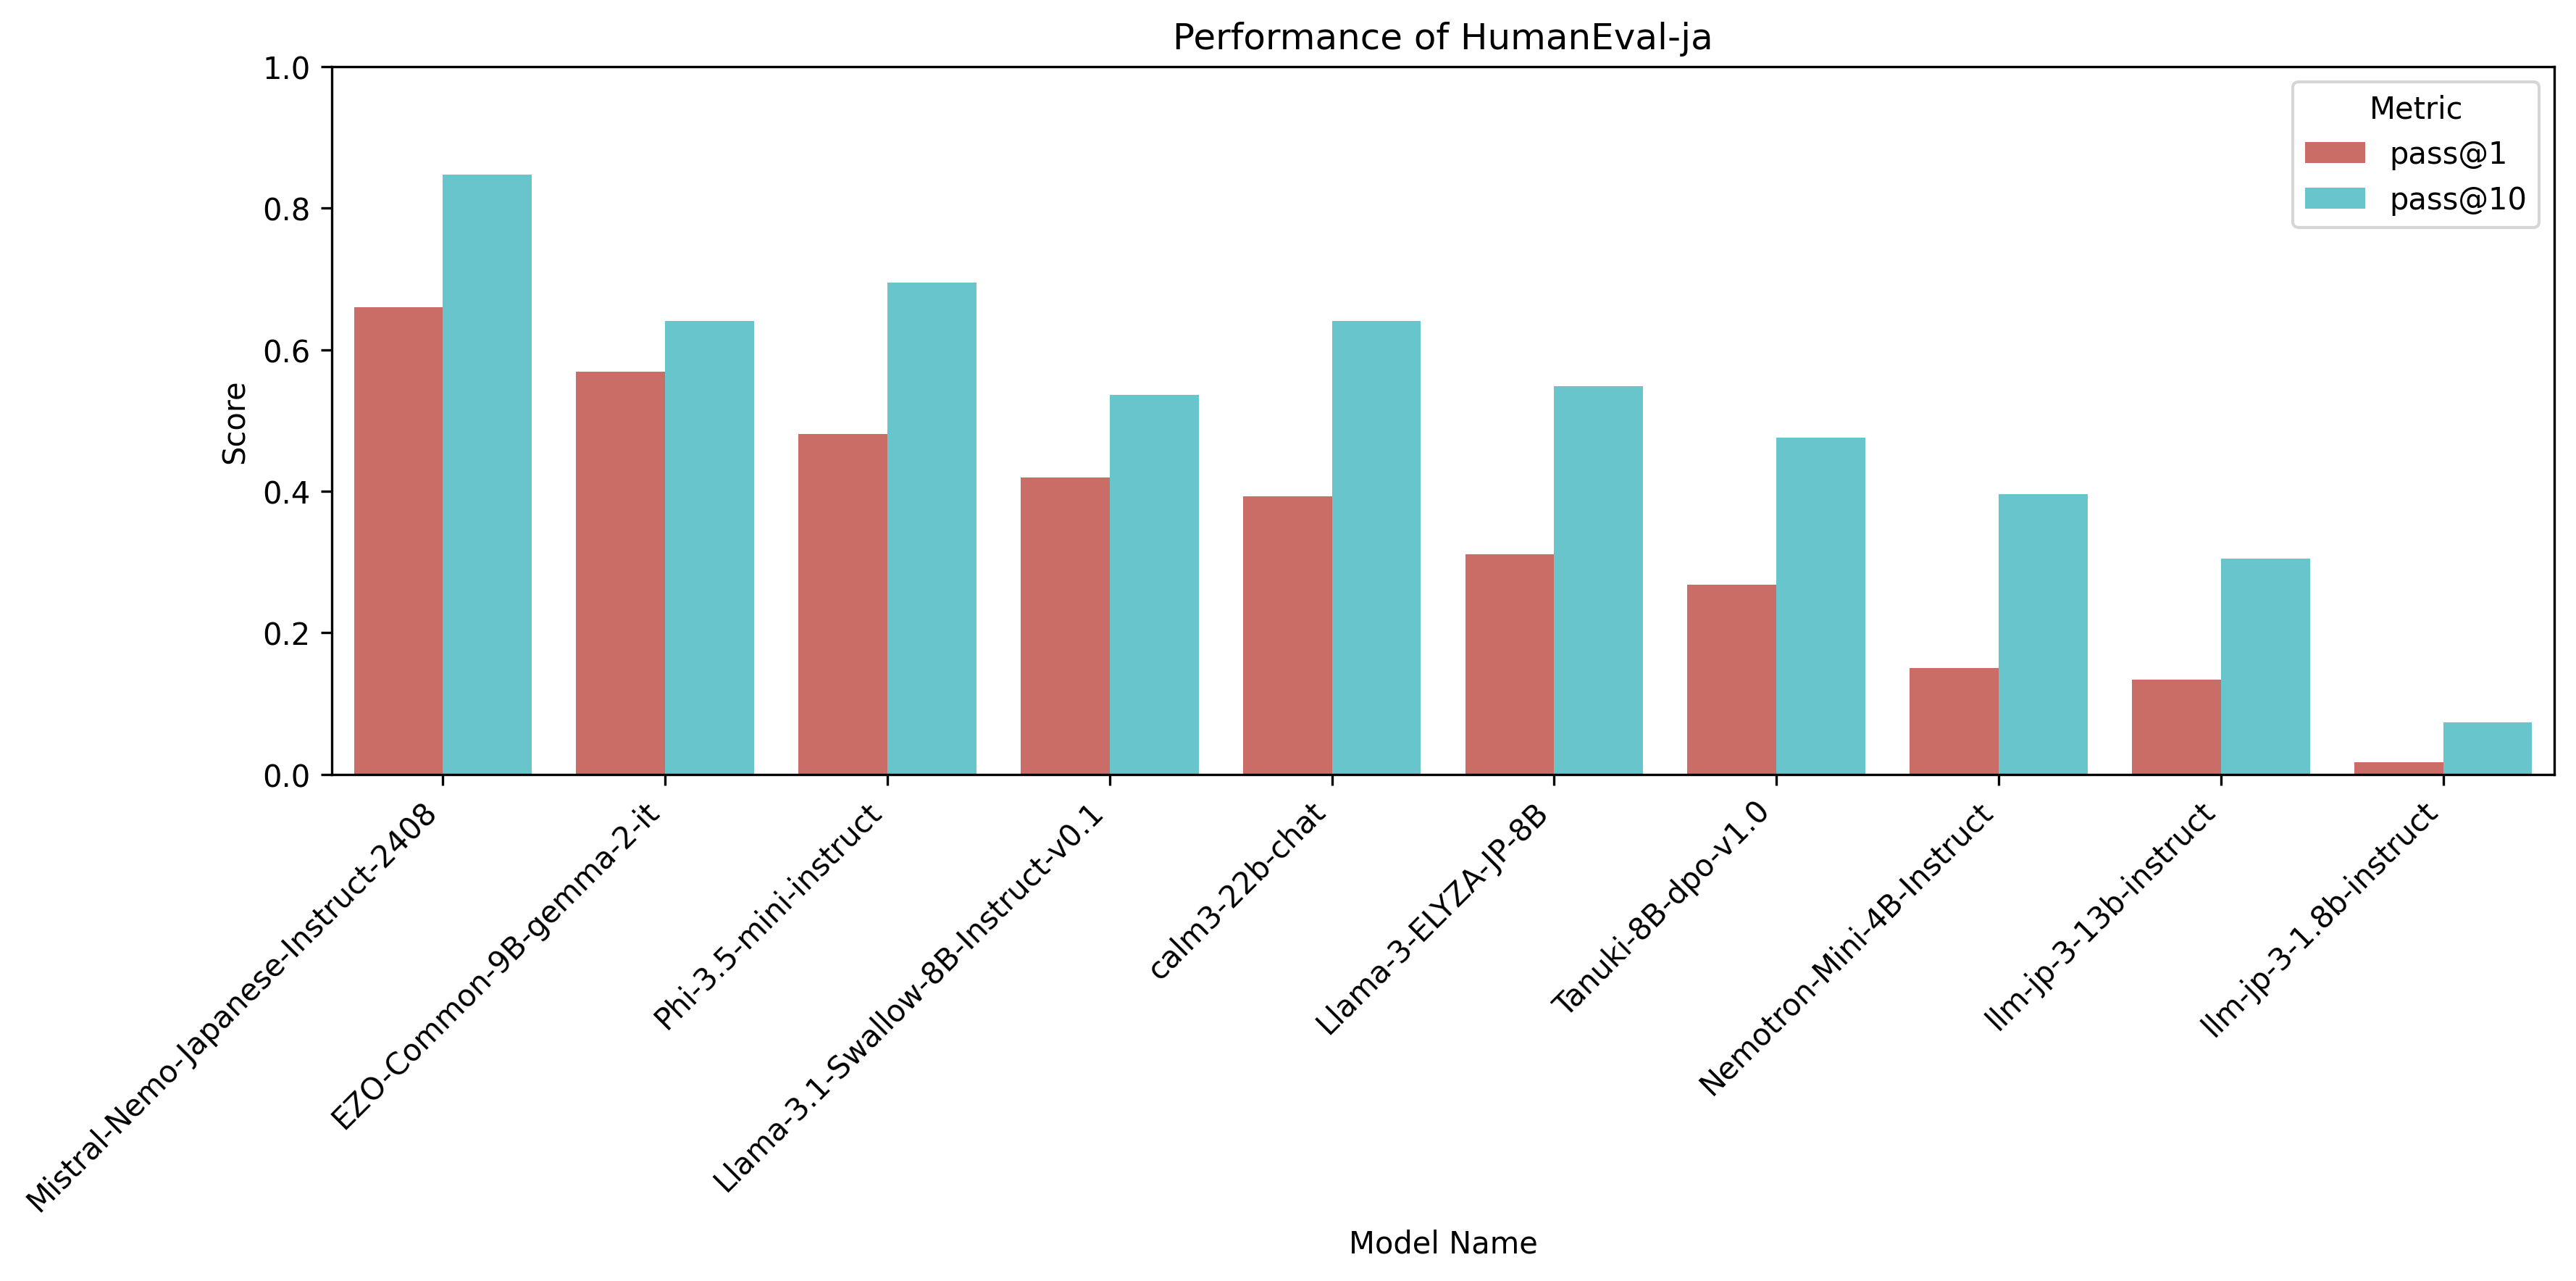 Performance of HumanEval-ja
Metric
pass@1
pass@10
Score
1.0
0.8
0.6
0.4
0.2
0.0
Mistral-Nemo-Japanese-Instruct-2408
EZO-Common-9B-gemma-2-it
Phi-3.5-mini-instruct
Llama-3.1-Swallow-8B-Instruct-v0.1
calm3-22b-chat
Llama-3-ELYZA-JP-8B
Tanuki-8B-dpo-v1.0
Nemotron-Mini-4B-Instruct
llm-jp-3-13b-instruct
llm-jp-3-1.8b-instruct
Model Name